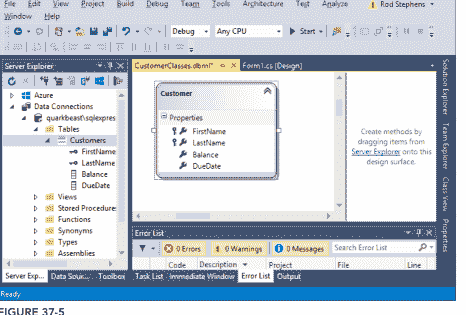 File Edit View Project Build Debug Team Tools Architecture Test Analyze Rod Stephens
Window Help
Debug Any CPU Start
Server Explorer
CustomerClasses.dbml* Form1.cs [Design]
Azure
Data Connections
quarkbeast\sqlexpres
Tables
Customers
FirstName
LastName
Balance
DueDate
Views
Stored Procedure
Functions
Synonyms
Types
Assemblies
Customer
Properties
FirstName
LastName
Balance
DueDate
Create methods by
dragging items from
Server Explorer onto this
design surface.
Solution Explorer
Team Explorer
Class View
Properties
Error List
0 Errors 0 Warnings 0 Messages Search Error List
Code Description Project File Line
Server Exp... Data Sour... Toolbox Task List Immediate Window Error List Output
Ready
FIGURE 37-5